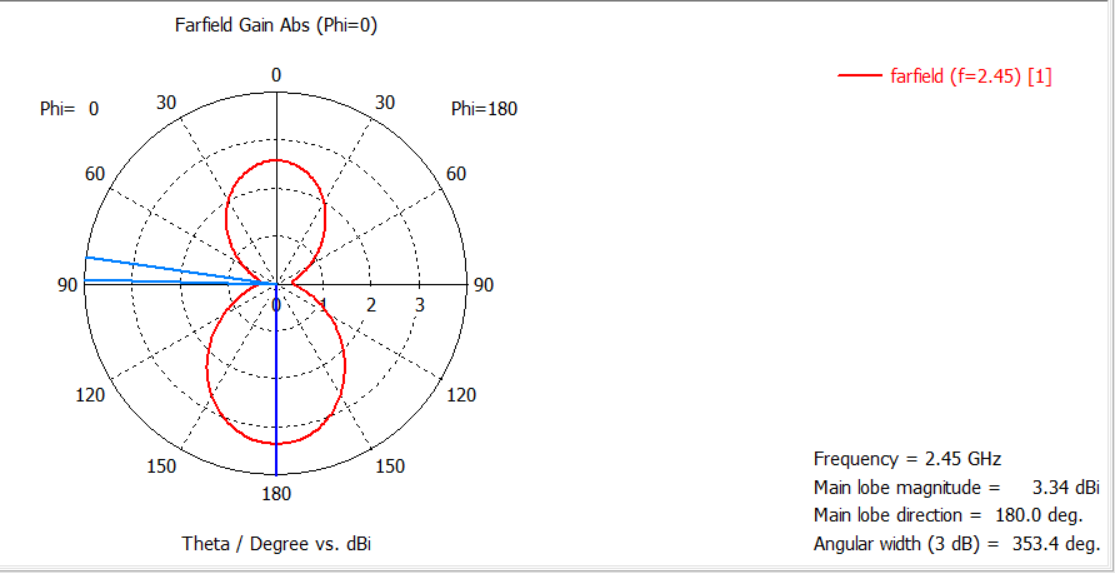 Farfield Gain Abs (Phi=0)
farfield (f=2.45) [1]
0
Phi= 0
30
30
Phi=180
60
60
90
90
0
1
2
3
120
120
150
150
180
Theta / Degree vs. dBi
Frequency = 2.45 GHz
Main lobe magnitude = 3.34 dBi
Main lobe direction = 180.0 deg.
Angular width (3 dB) = 353.4 deg.